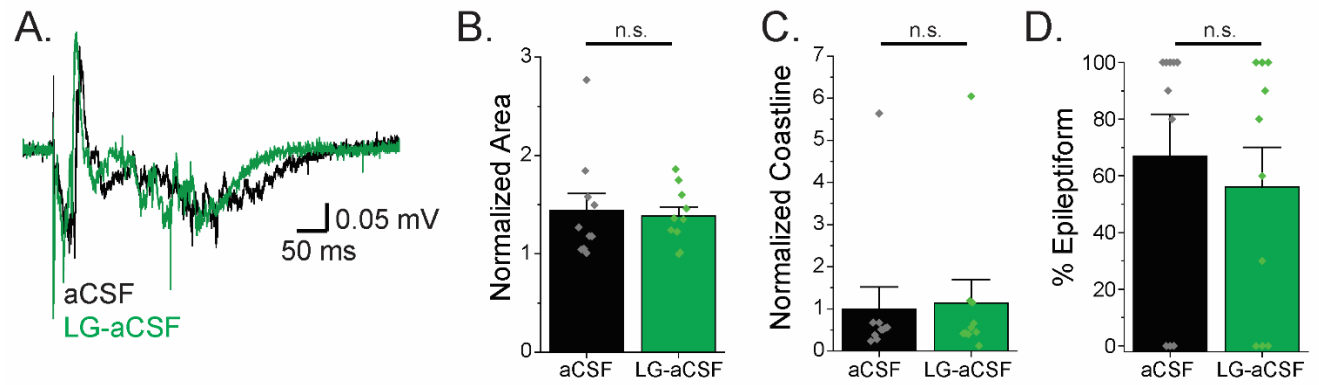 A.
aCSF
LG-aCSF
0.05 mV
50 ms
B.
n.s.
Normalized Area
3
2
1
0
aCSF
LG-aCSF
C.
n.s.
Normalized Coastline
7
6
5
4
3
2
1
0
aCSF
LG-aCSF
D.
n.s.
% Epileptiform
100
80
60
40
20
0
aCSF
LG-aCSF